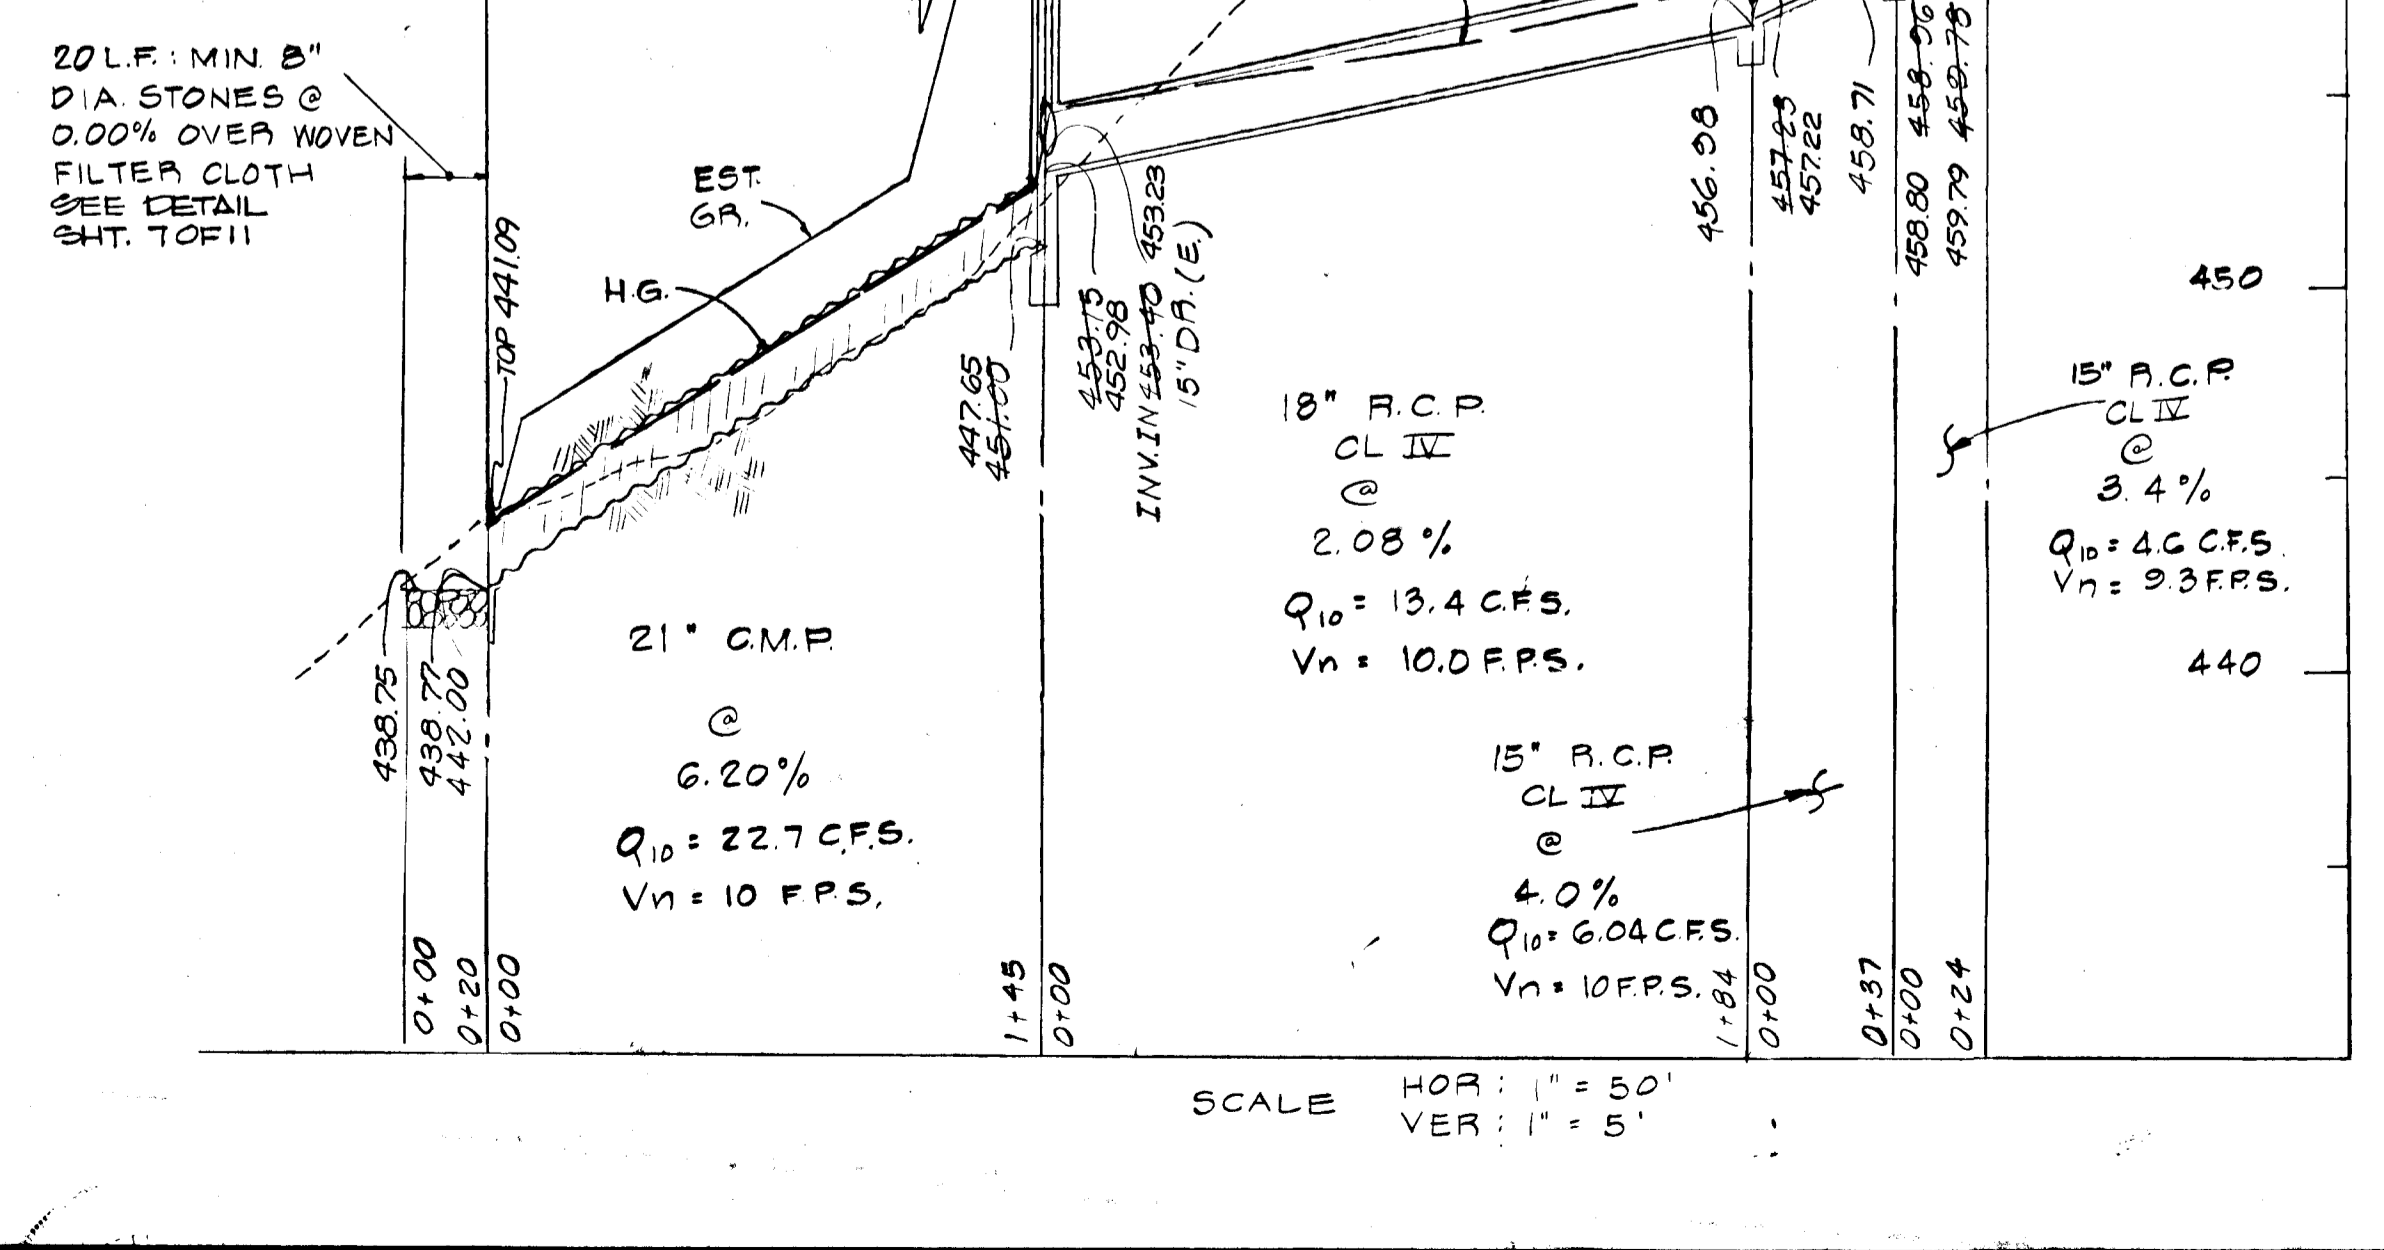 20 L.F. : MIN. 8"
DIA. STONES @
0.00% OVER WOVEN
FILTER CLOTH
SEE DETAIL
SHT. 7 OF 11
TOP 441.09
EST.
GR.
H.G.
447.65
451.00
453.15
452.98
INV. IN 453.40 453.23
15" DR. (E.)
456.98
457.23
457.22
458.71
458.80 458.96
459.79 459.78
450
440
438.75
438.77
442.00
21" C.M.P.
@
6.20%
Q10 = 22.7 C.F.S.
Vn = 10 F.P.S.
18" R.C.P.
CL IV
@
2.08 %
Q10 = 13.4 C.F.S.
Vn = 10.0 F.P.S.
15" R.C.P.
CL IV
@
4.0%
Q10 = 6.04 C.F.S.
Vn = 10 F.P.S.
15" R.C.P.
CL IV
@
3.4%
Q10 = 4.6 C.F.S.
Vn = 9.3 F.P.S.
0+00
0+20
0+00
1+45
0+00
1+84
0+00
0+37
0+00
0+24
SCALE
HOR : 1" = 50'
VER : 1" = 5'